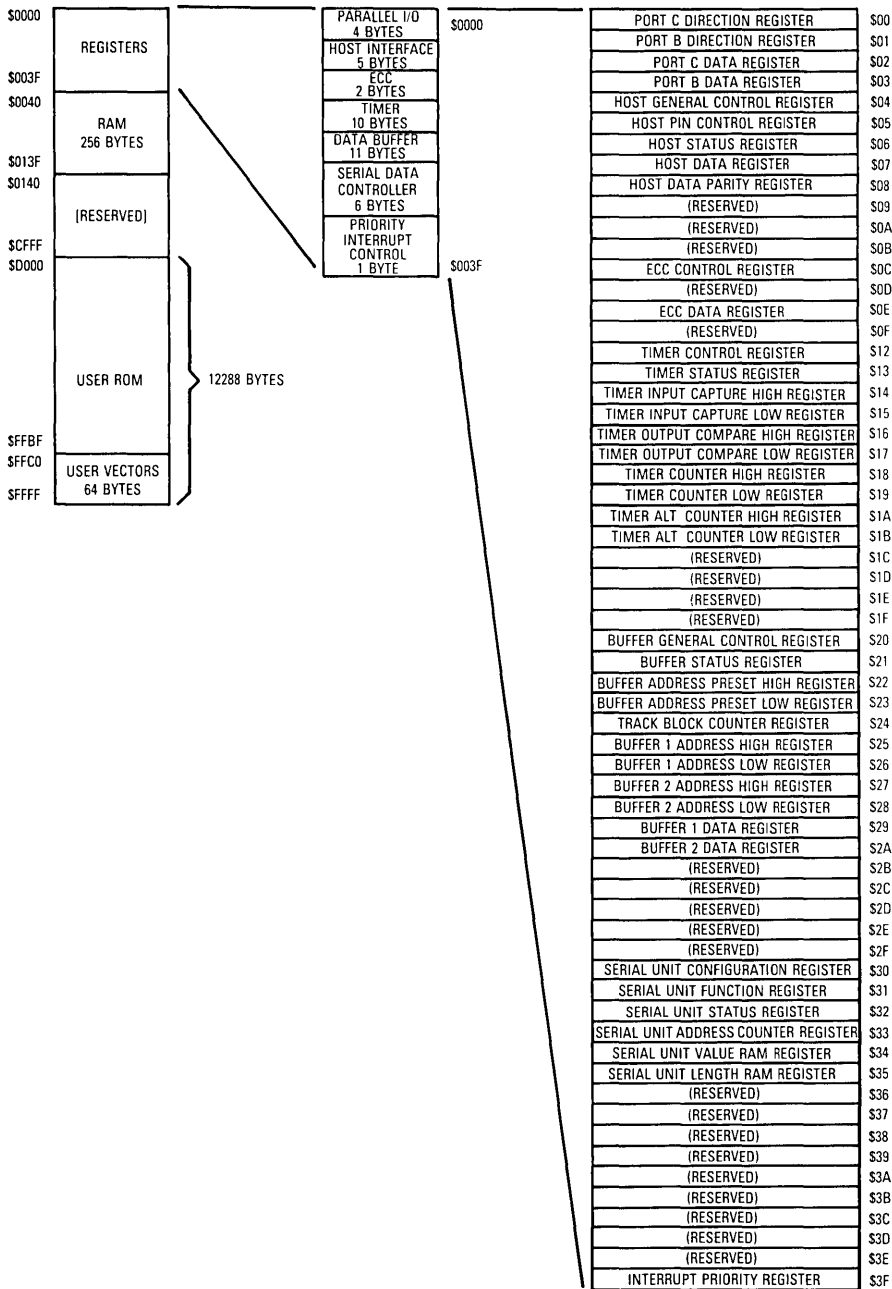 $0000
REGISTERS
$003F
$0040
RAM
256 BYTES
$013F
$0140
[RESERVED]
$CFFF
$D000
USER ROM
12288 BYTES
$FFBF
$FFC0
USER VECTORS
64 BYTES
$FFFF
PARALLEL I/O
4 BYTES
$0000
HOST INTERFACE
5 BYTES
ECC
2 BYTES
TIMER
10 BYTES
DATA BUFFER
11 BYTES
SERIAL DATA
CONTROLLER
6 BYTES
PRIORITY
INTERRUPT
CONTROL
1 BYTE
$003F
PORT C DIRECTION REGISTER $00
PORT B DIRECTION REGISTER $01
PORT C DATA REGISTER $02
PORT B DATA REGISTER $03
HOST GENERAL CONTROL REGISTER $04
HOST PIN CONTROL REGISTER $05
HOST STATUS REGISTER $06
HOST DATA REGISTER $07
HOST DATA PARITY REGISTER $08
(RESERVED) $09
(RESERVED) $0A
(RESERVED) $0B
ECC CONTROL REGISTER $0C
(RESERVED) $0D
ECC DATA REGISTER $0E
(RESERVED) $0F
TIMER CONTROL REGISTER $12
TIMER STATUS REGISTER $13
TIMER INPUT CAPTURE HIGH REGISTER $14
TIMER INPUT CAPTURE LOW REGISTER $15
TIMER OUTPUT COMPARE HIGH REGISTER $16
TIMER OUTPUT COMPARE LOW REGISTER $17
TIMER COUNTER HIGH REGISTER $18
TIMER COUNTER LOW REGISTER $19
TIMER ALT COUNTER HIGH REGISTER $1A
TIMER ALT COUNTER LOW REGISTER $1B
(RESERVED) $1C
(RESERVED) $1D
(RESERVED) $1E
(RESERVED) $1F
BUFFER GENERAL CONTROL REGISTER $20
BUFFER STATUS REGISTER $21
BUFFER ADDRESS PRESET HIGH REGISTER $22
BUFFER ADDRESS PRESET LOW REGISTER $23
TRACK BLOCK COUNTER REGISTER $24
BUFFER 1 ADDRESS HIGH REGISTER $25
BUFFER 1 ADDRESS LOW REGISTER $26
BUFFER 2 ADDRESS HIGH REGISTER $27
BUFFER 2 ADDRESS LOW REGISTER $28
BUFFER 1 DATA REGISTER $29
BUFFER 2 DATA REGISTER $2A
(RESERVED) $2B
(RESERVED) $2C
(RESERVED) $2D
(RESERVED) $2E
(RESERVED) $2F
SERIAL UNIT CONFIGURATION REGISTER $30
SERIAL UNIT FUNCTION REGISTER $31
SERIAL UNIT STATUS REGISTER $32
SERIAL UNIT ADDRESS COUNTER REGISTER $33
SERIAL UNIT VALUE RAM REGISTER $34
SERIAL UNIT LENGTH RAM REGISTER $35
(RESERVED) $36
(RESERVED) $37
(RESERVED) $38
(RESERVED) $39
(RESERVED) $3A
(RESERVED) $3B
(RESERVED) $3C
(RESERVED) $3D
(RESERVED) $3E
INTERRUPT PRIORITY REGISTER $3F